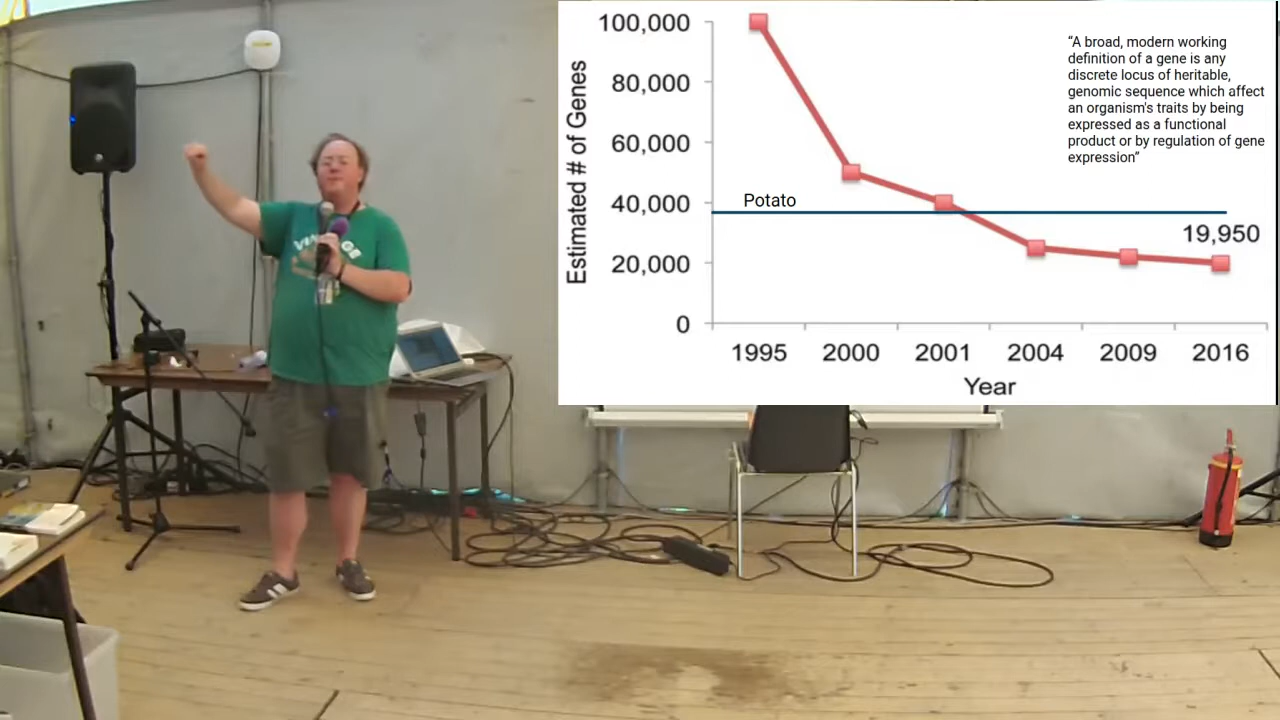 100,000
80,000
60,000
40,000
20,000
0
Estimated # of Genes
Potato
19,950
1995 2000 2001 2004 2009 2016
Year
“A broad, modern working
definition of a gene is any
discrete locus of heritable,
genomic sequence which affect
an organism's traits by being
expressed as a functional
product or by regulation of gene
expression”